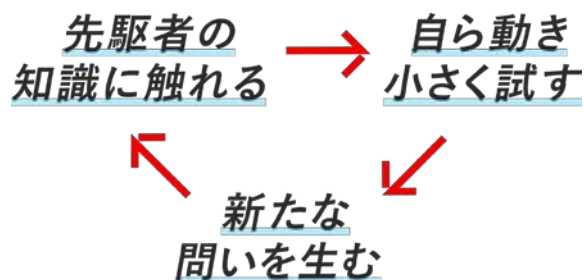 先駆者の
知識に触れる
自ら動き
小さく試す
新たな
問いを生む